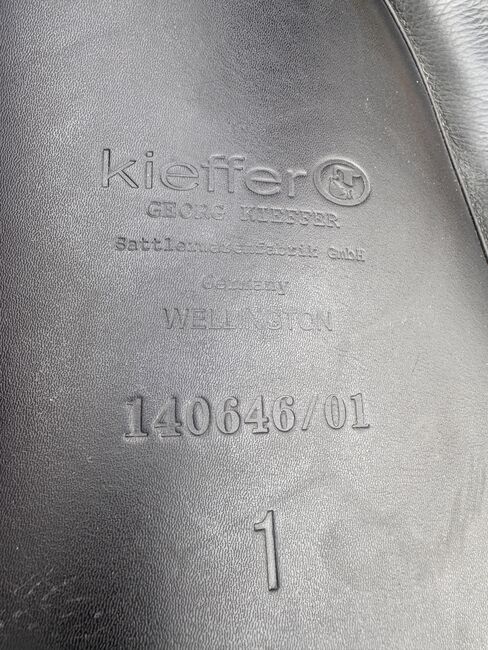 kieffer
GEORG KIEFFER
Sattlerwarenfabrik GmbH
Germany
WELLINGTON
140646/01
1